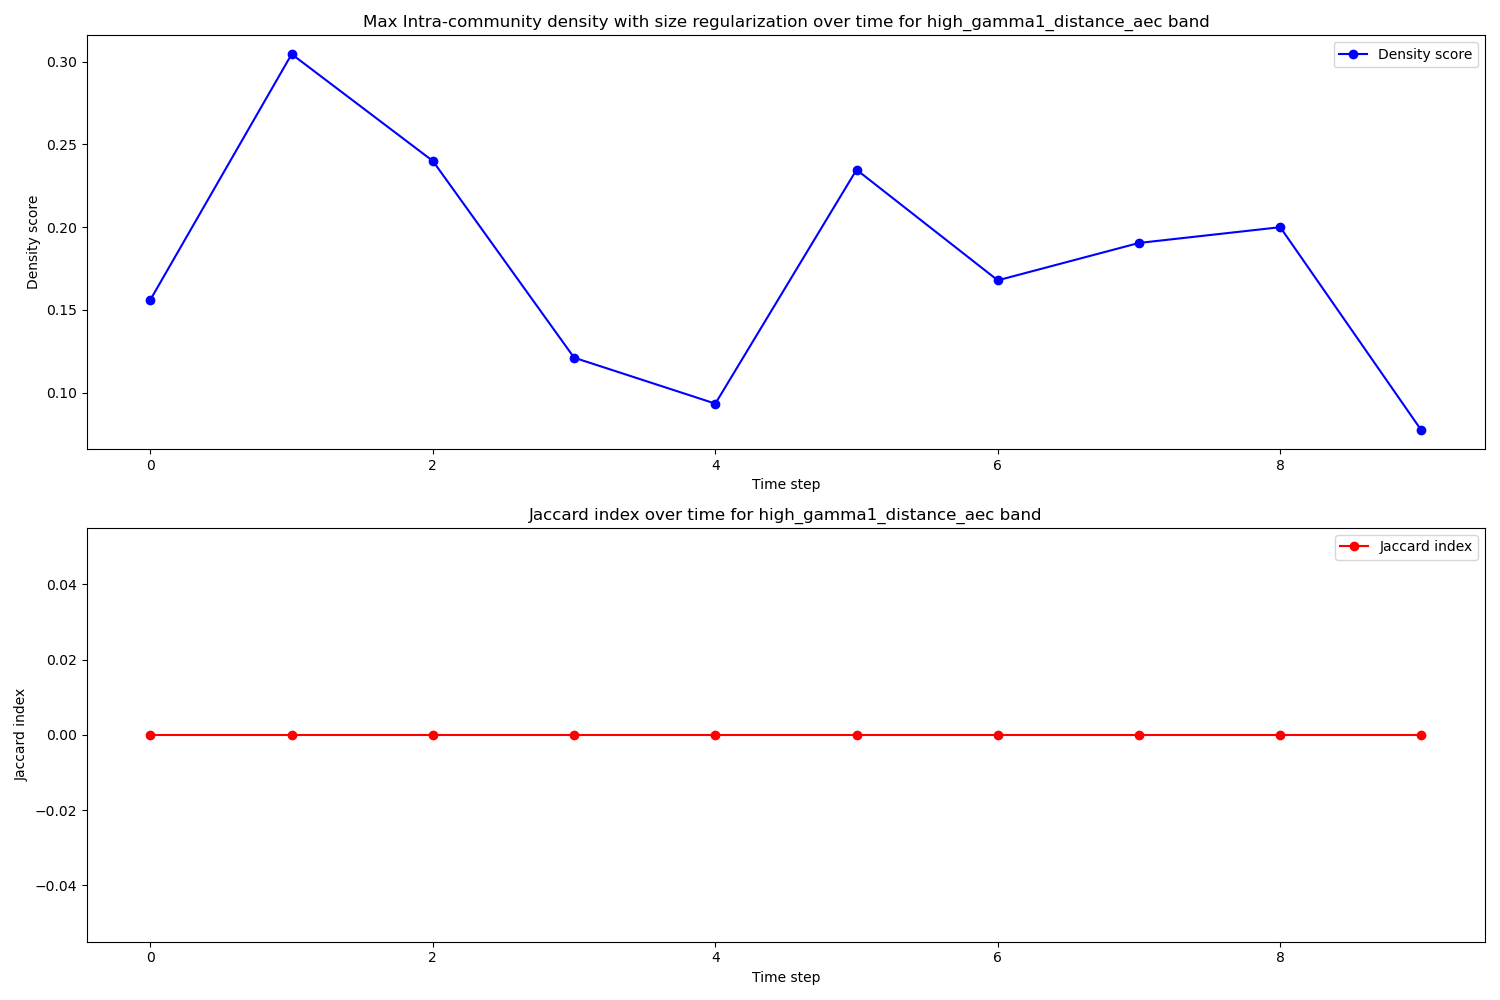 Max Intra-community density with size regularization over time for high_gamma1_distance_aec band
Density score
0.30
0.25
0.20
0.15
0.10
Density score
0
2
4
6
8
Time step
Jaccard index over time for high_gamma1_distance_aec band
Jaccard index
0.04
0.02
0.00
−0.02
−0.04
Jaccard index
0
2
4
6
8
Time step